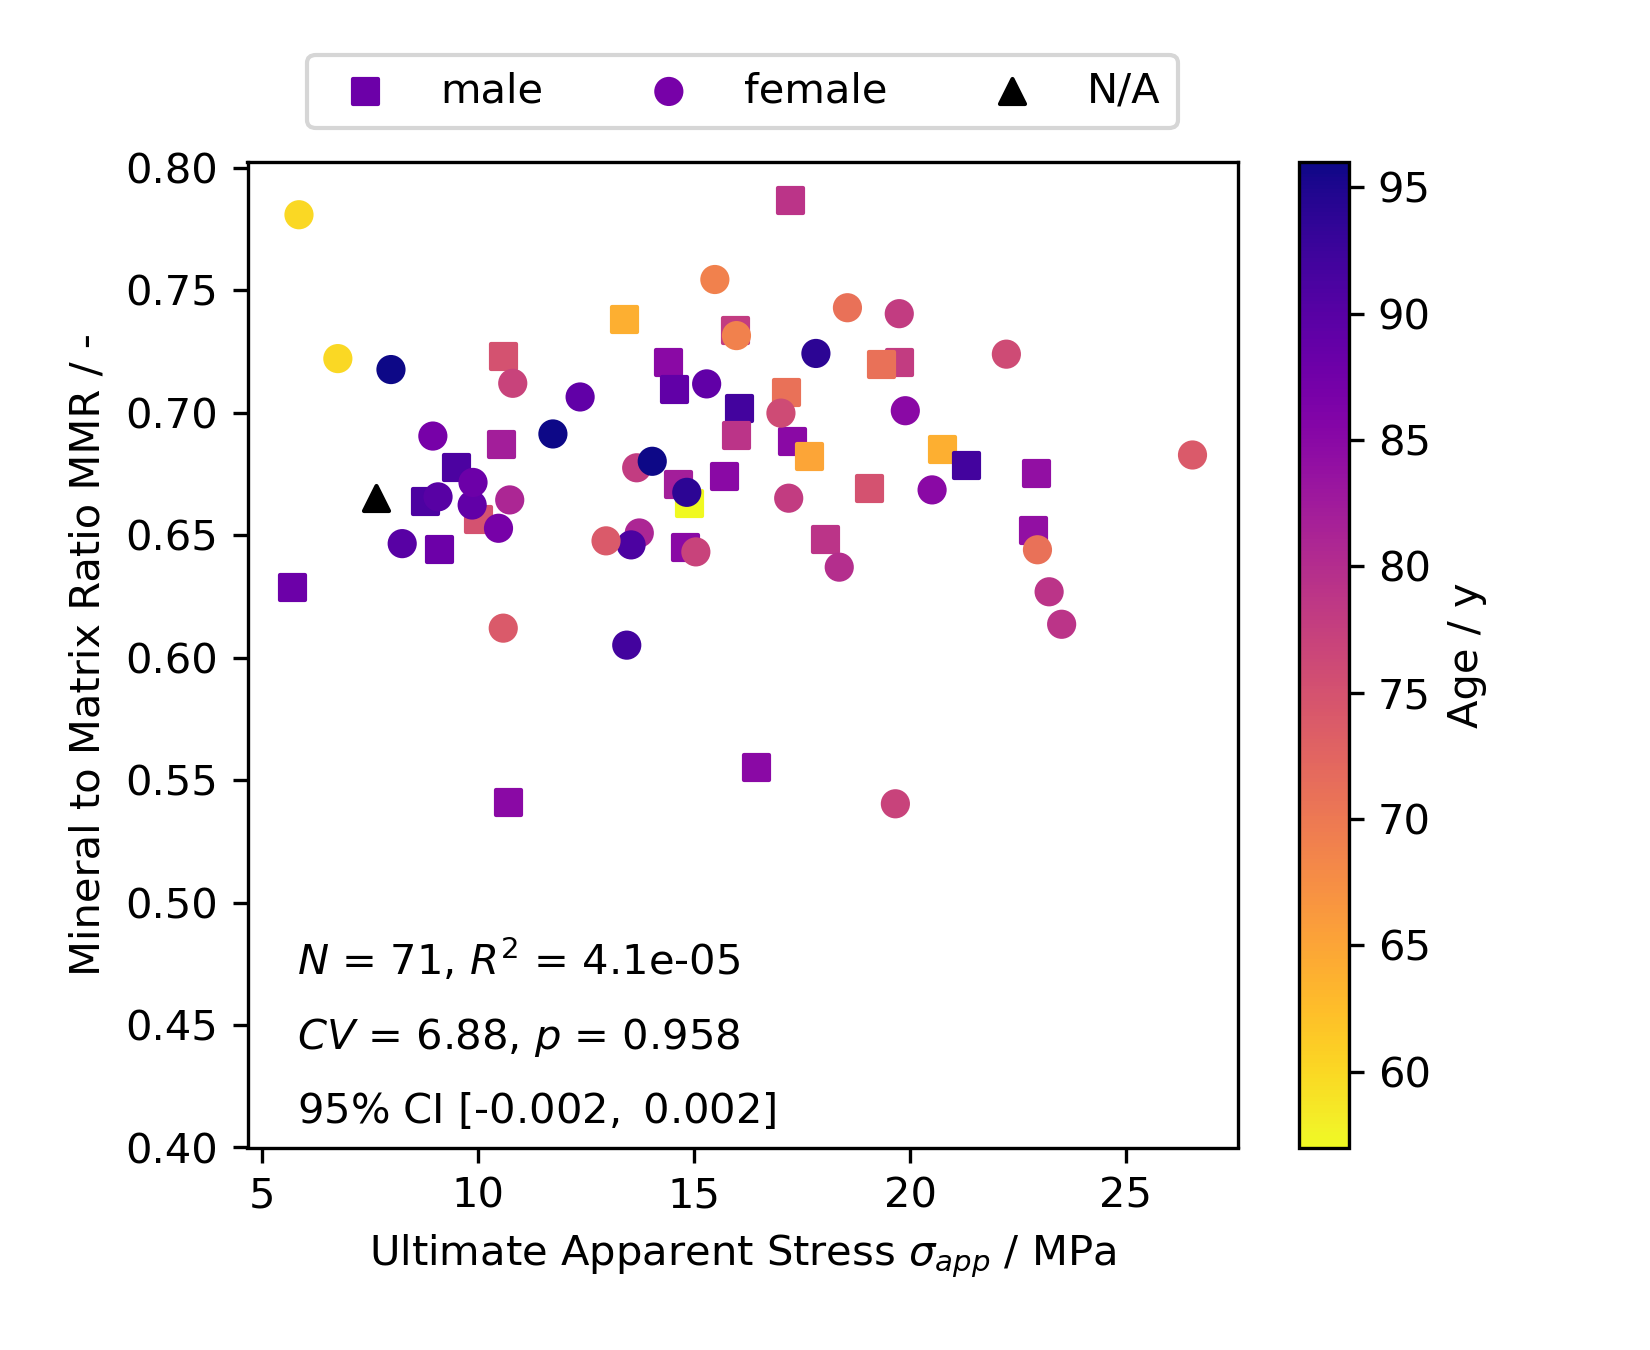 male female N/A
Mineral to Matrix Ratio MMR / -
0.80
0.75
0.70
0.65
0.60
0.55
0.50
0.45
0.40
N = 71, R² = 4.1e-05
CV = 6.88, p = 0.958
95% CI [-0.002, 0.002]
5 10 15 20 25
Ultimate Apparent Stress σapp / MPa
95
90
85
80
75
70
65
60
Age / y